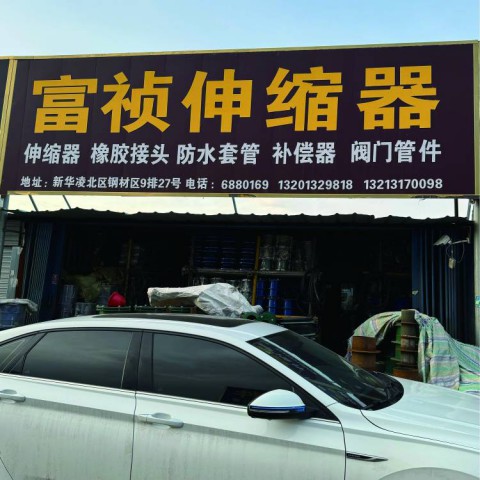 富祯伸缩器
伸缩器 橡胶接头 防水套管 补偿器 阀门管件
地址：新华凌北区钢材区9排27号 电话：6880169 13201329818 13213170098